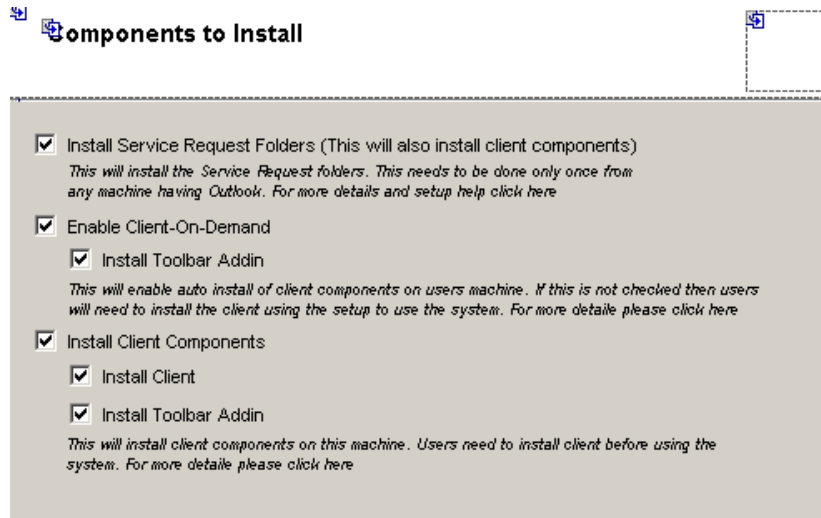 Components to Install
Install Service Request Folders (This will also install client components)
This will install the Service Request folders. This needs to be done only once from
any machine having Outlook. For more details and setup help click here
Enable Client-On-Demand
Install Toolbar Addin
This will enable auto install of client components on users machine. If this is not checked then users
will need to install the client using the setup to use the system. For more detaile please click here
Install Client Components
Install Client
Install Toolbar Addin
This will install client components on this machine. Users need to install client before using the
system. For more detaile please click here